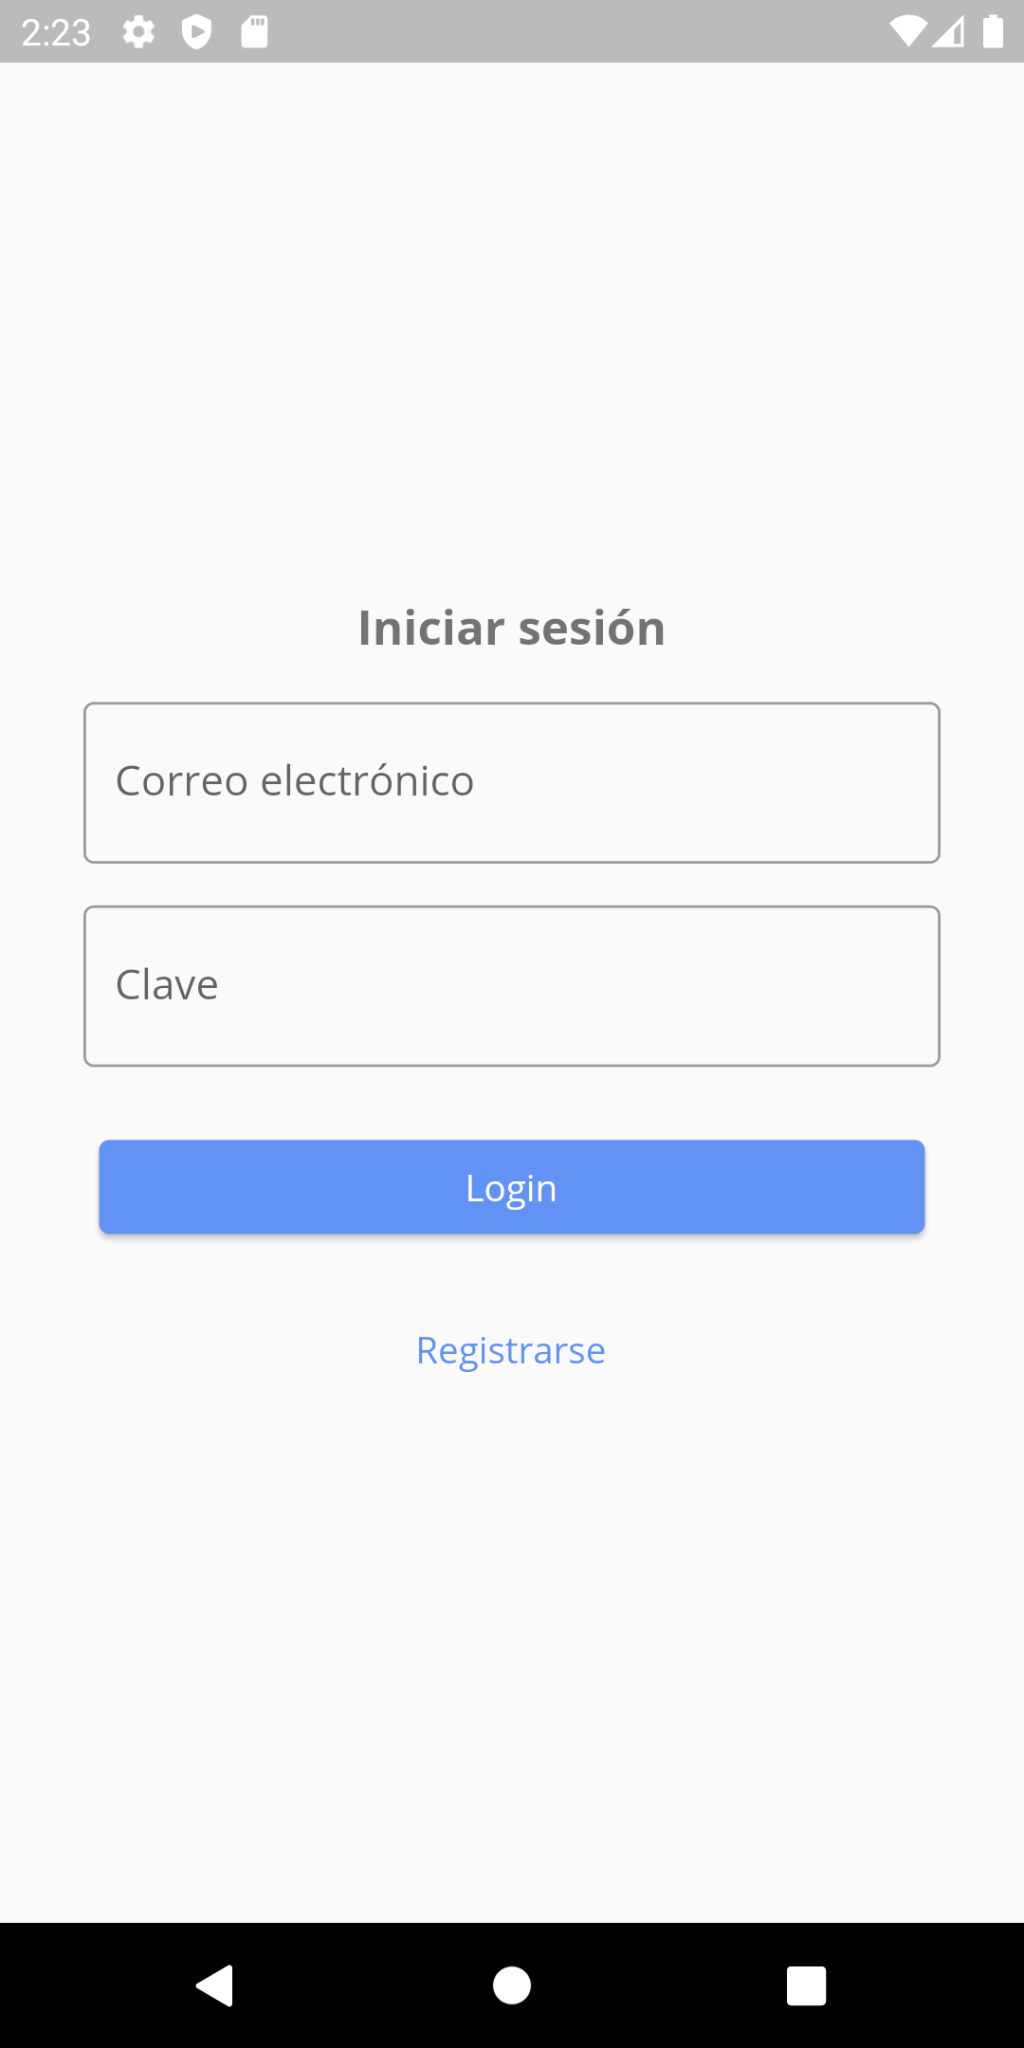 2:23
Iniciar sesión
Correo electrónico
Clave
Login
Registrarse